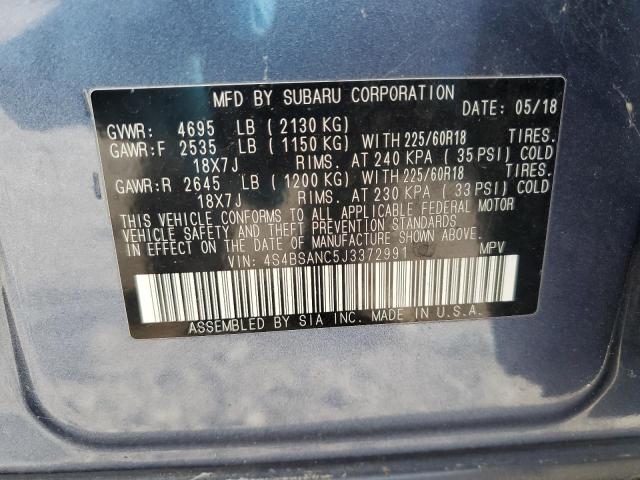 MFD BY SUBARU CORPORATION DATE: 05/18
GVWR: 4695 LB (2130 KG)
GAWR:F 2535 LB (1150 KG) WITH 225/60R18 TIRES.
18X7J RIMS. AT 240 KPA (35 PSI) COLD
GAWR:R 2645 LB (1200 KG) WITH 225/60R18 TIRES.
18X7J RIMS. AT 230 KPA (33 PSI) COLD
THIS VEHICLE CONFORMS TO ALL APPLICABLE FEDERAL MOTOR
VEHICLE SAFETY AND THEFT PREVENTION STANDARDS IN
EFFECT ON THE DATE OF MANUFACTURE SHOWN ABOVE.
VIN: 4S4BSANC5J3372991 MPV
ASSEMBLED BY SIA INC. MADE IN U.S.A.